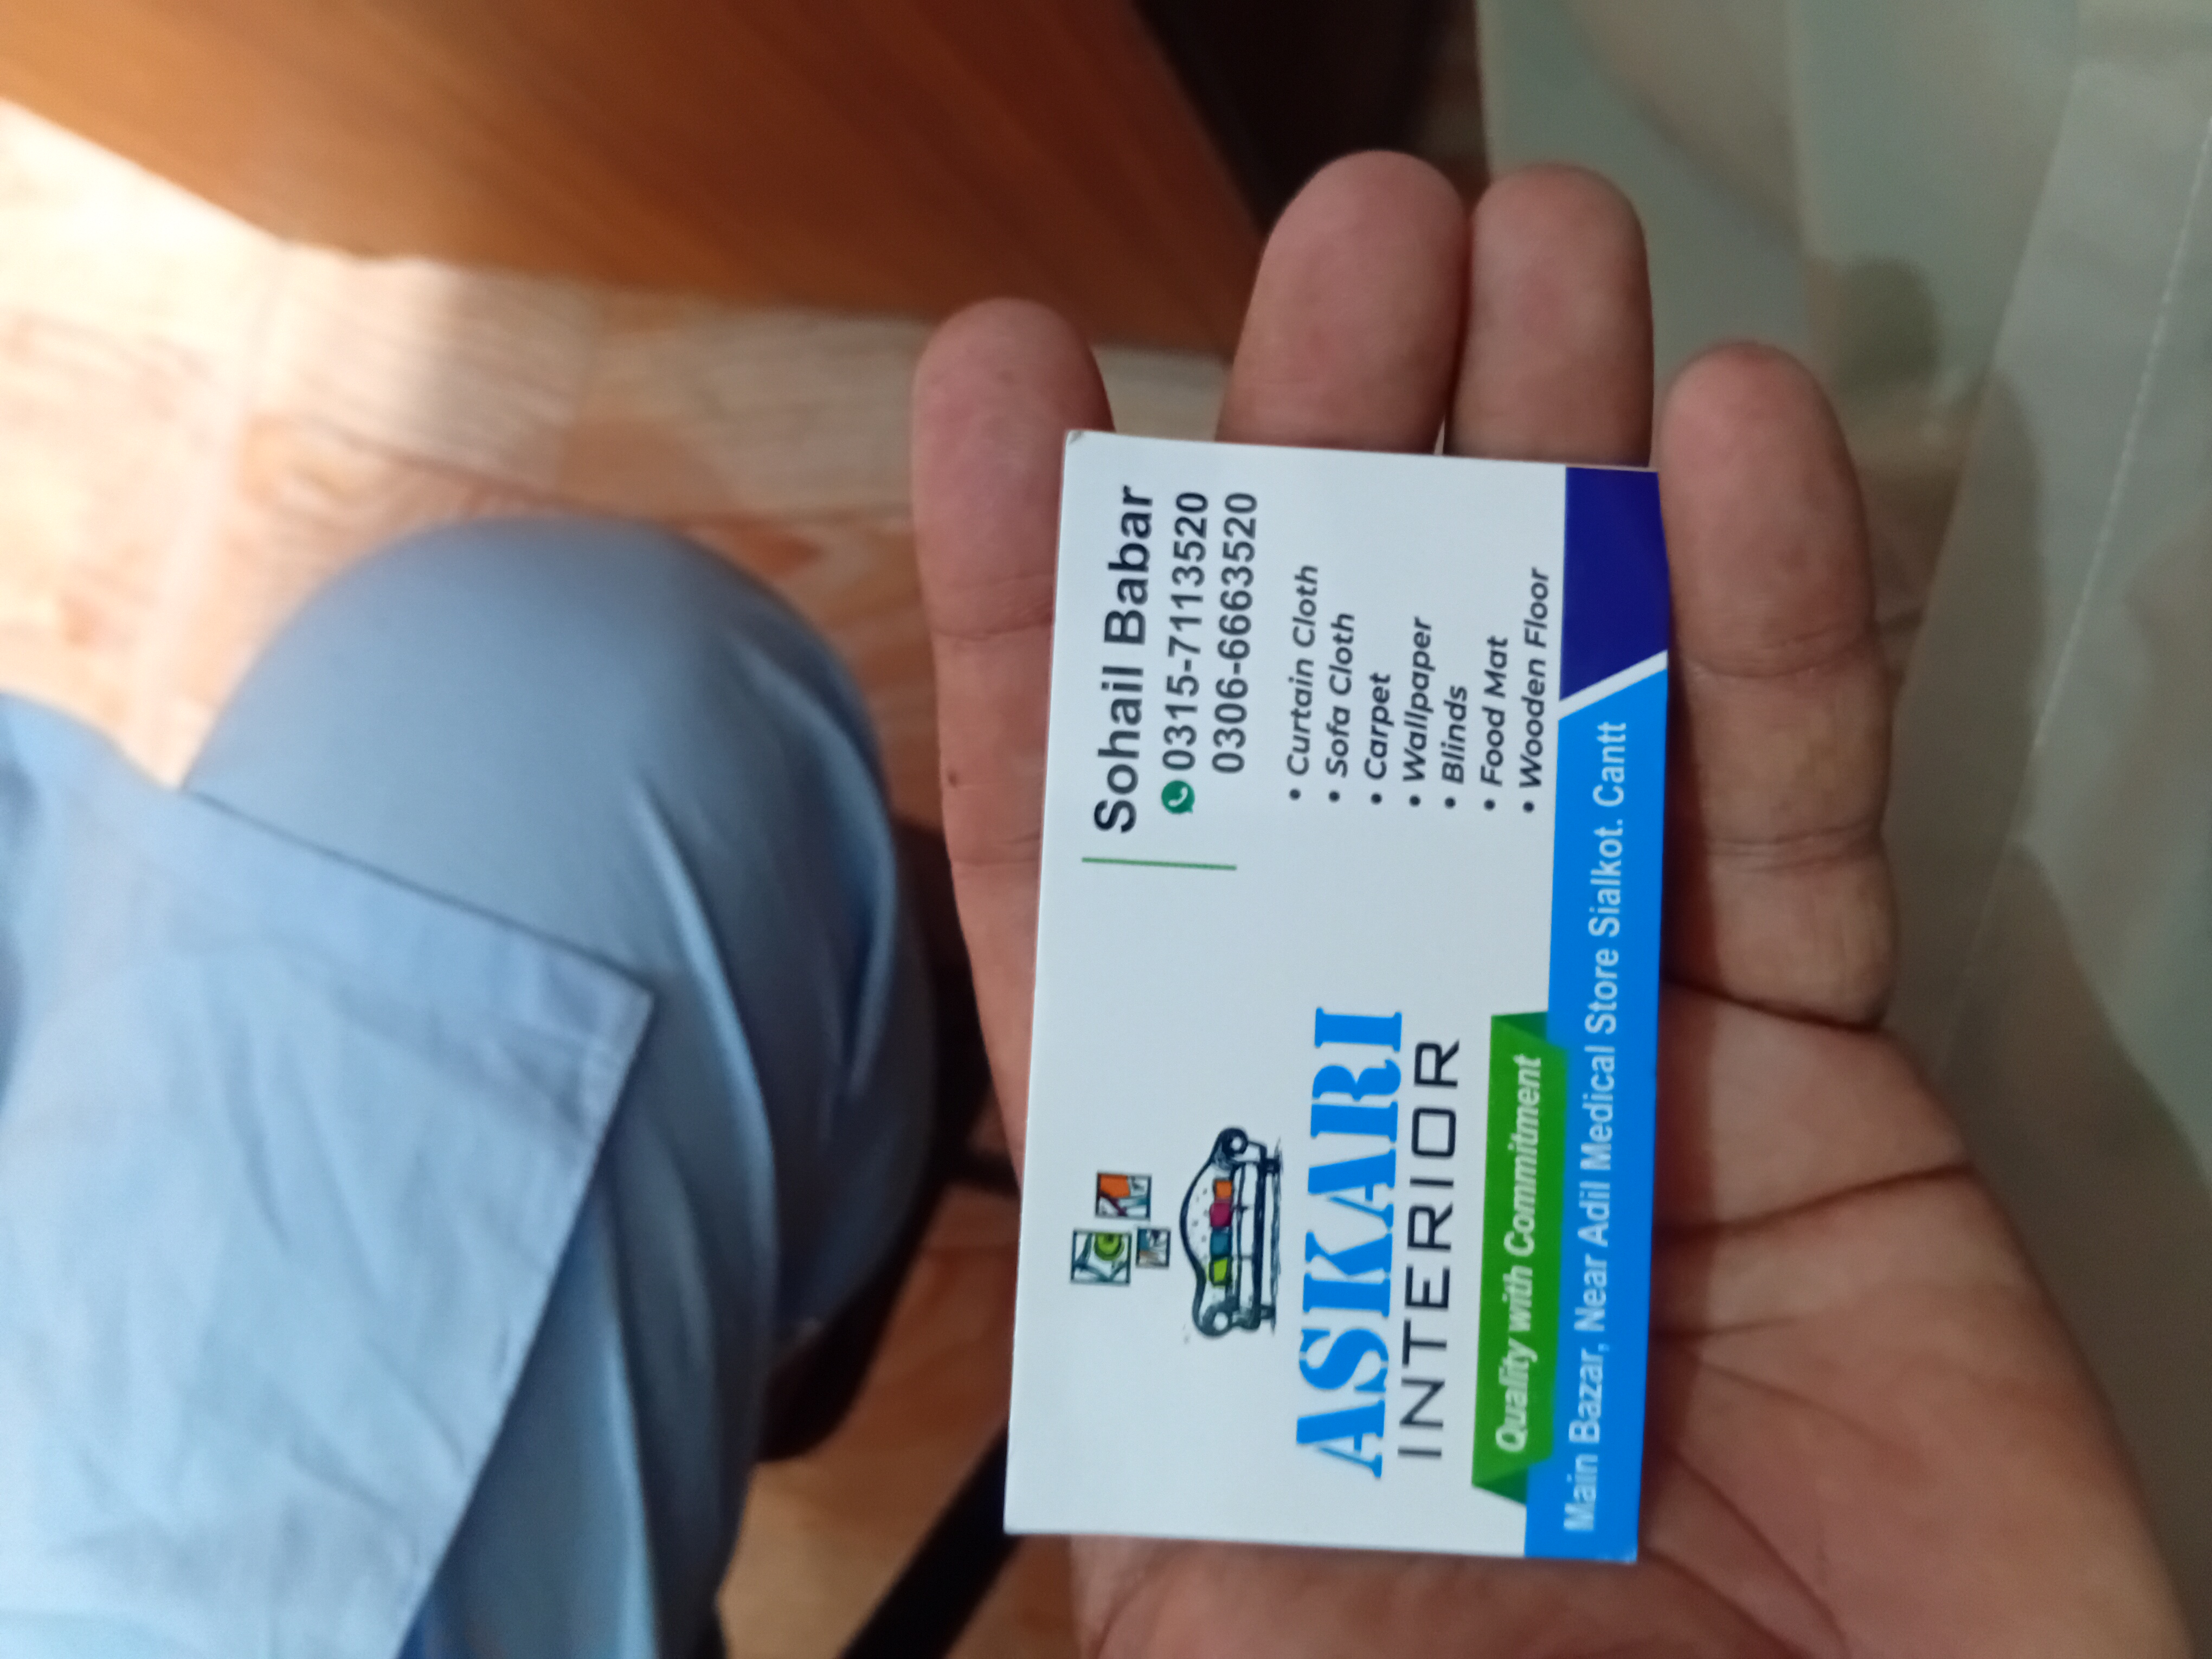 Sohail Babar
0315-7113520
0306-6663520
• Curtain Cloth
• Sofa Cloth
• Carpet
• Wallpaper
• Blinds
• Food Mat
• Wooden Floor
ASKARI
INTERIOR
Quality with Commitment
Main Bazar, Near Adil Medical Store Sialkot. Cantt